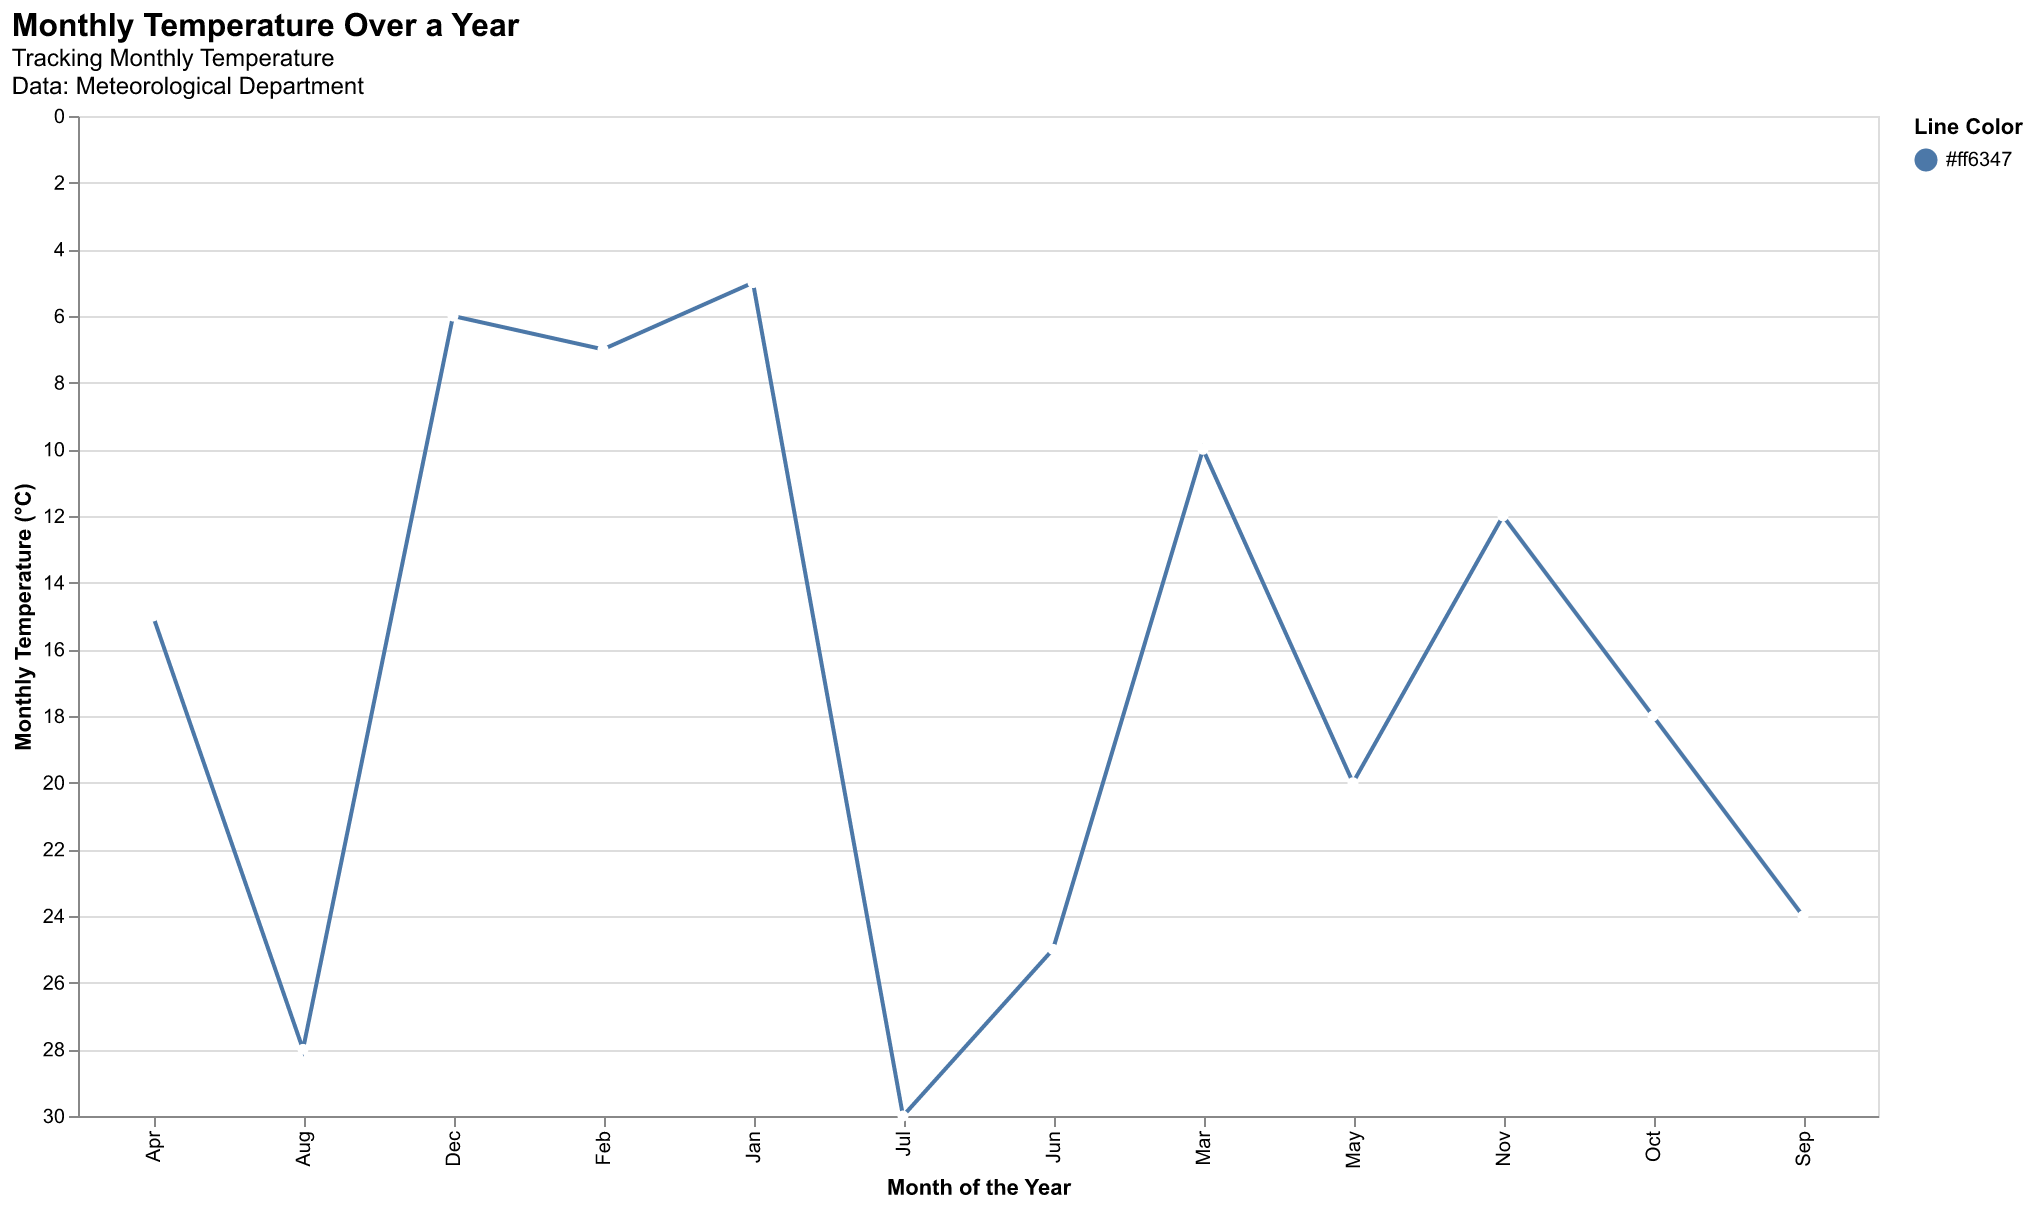 Monthly Temperature Over a Year
Tracking Monthly Temperature
Data: Meteorological Department
Line Color
#ff6347
Monthly Temperature (°C)
0
2
4
6
8
10
12
14
16
18
20
22
24
26
28
30
Apr
Aug
Dec
Feb
Jan
Jul
Jun
Mar
May
Nov
Oct
Sep
Month of the Year